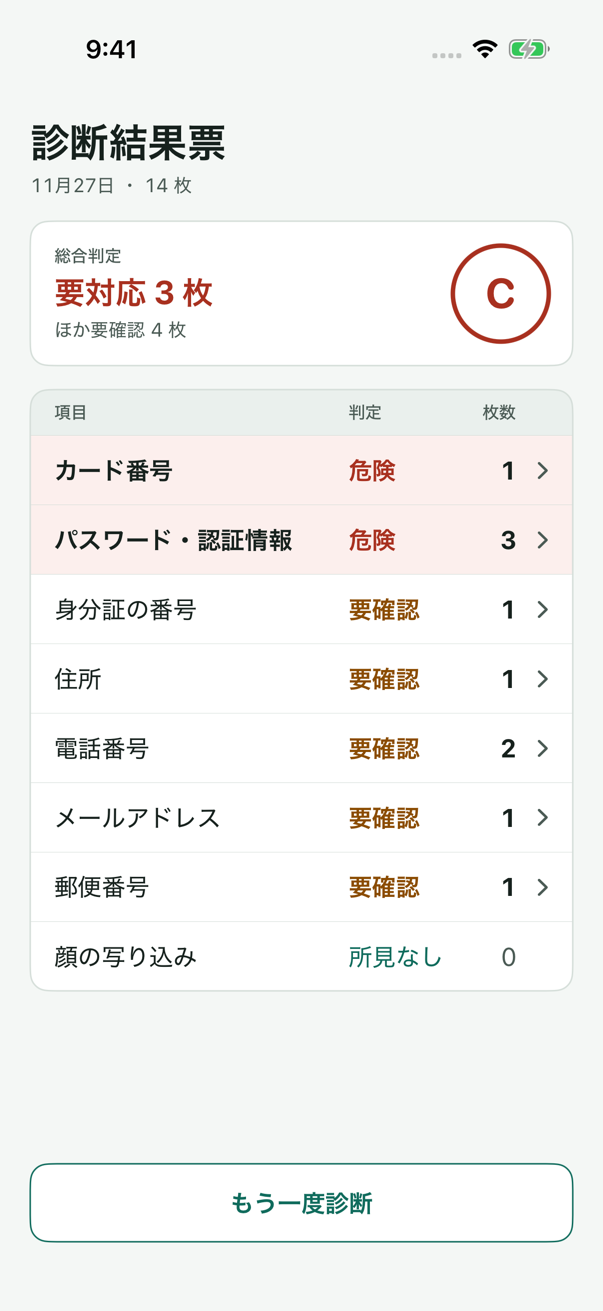 9:41
診断結果票
11月27日 ・ 14 枚
総合判定
要対応 3 枚
ほか要確認 4 枚
C
項目 判定 枚数
カード番号 危険 1
パスワード・認証情報 危険 3
身分証の番号 要確認 1
住所 要確認 1
電話番号 要確認 2
メールアドレス 要確認 1
郵便番号 要確認 1
顔の写り込み 所見なし 0
もう一度診断